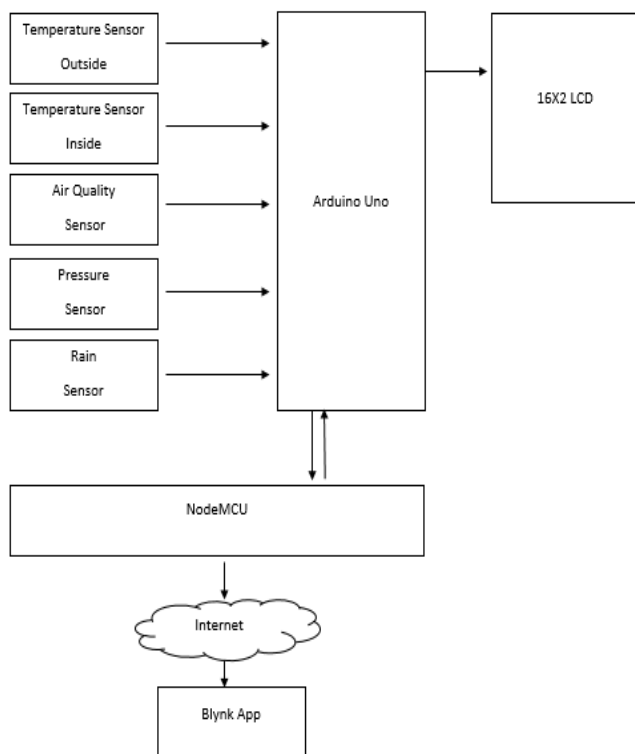 Temperature Sensor
Outside
Temperature Sensor
Inside
Air Quality
Sensor
Pressure
Sensor
Rain
Sensor
Arduino Uno
16X2 LCD
NodeMCU
Internet
Blynk App